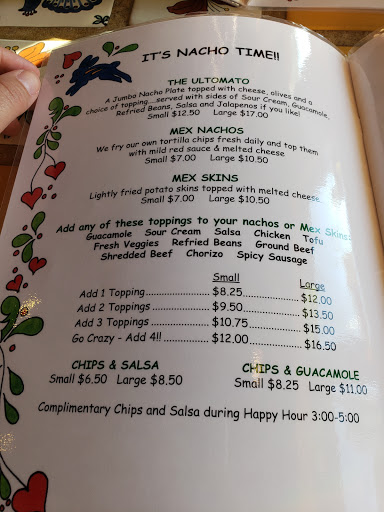 IT'S NACHO TIME!!
THE ULTOMATO
A Jumbo Nacho Plate topped with cheese, olives and a
choice of topping....served with sides of Sour Cream, Guacamole,
Refried Beans, Salsa and Jalapenos if you like!
Small $12.50 Large $17.00
MEX NACHOS
We fry our own tortilla chips fresh daily and top them
with mild red sauce & melted cheese
Small $7.00 Large $10.50
MEX SKINS
Lightly fried potato skins topped with melted cheese.
Small $7.00 Large $10.50
Add any of these toppings to your nachos or Mex Skins:
Guacamole Sour Cream Salsa Chicken Tofu
Fresh Veggies Refried Beans Ground Beef
Shredded Beef Chorizo Spicy Sausage
Small Large
Add 1 Topping................$8.25................$12.00
Add 2 Toppings..............$9.50................$13.50
Add 3 Toppings..............$10.75..............$15.00
Go Crazy - Add 4!!...........$12.00..............$16.50
CHIPS & SALSA
Small $6.50 Large $8.50
CHIPS & GUACAMOLE
Small $8.25 Large $11.00
Complimentary Chips and Salsa during Happy Hour 3:00-5:00